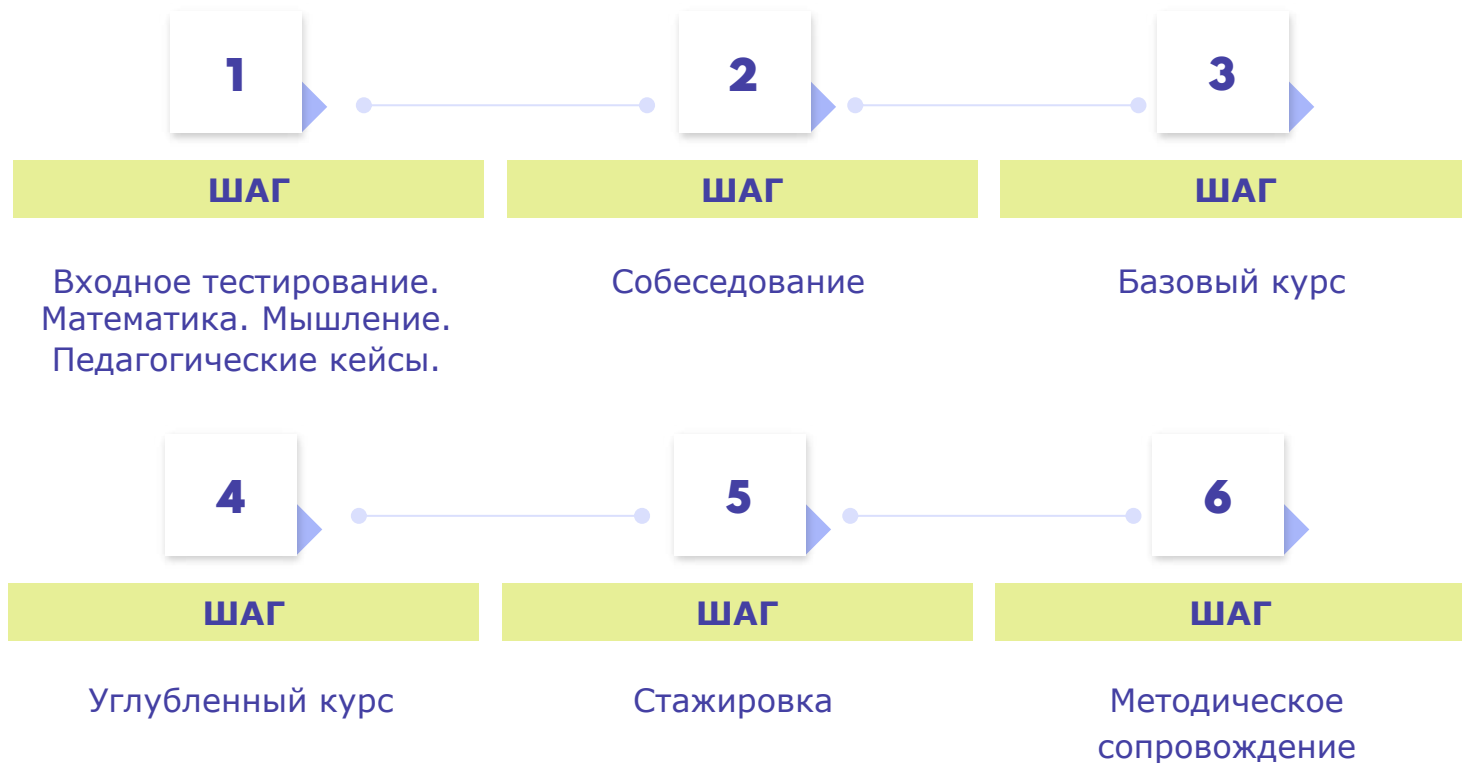 1
2
3
ШАГ
ШАГ
ШАГ
Входное тестирование.
Математика. Мышление.
Педагогические кейсы.
Собеседование
Базовый курс
4
5
6
ШАГ
ШАГ
ШАГ
Углубленный курс
Стажировка
Методическое
сопровождение